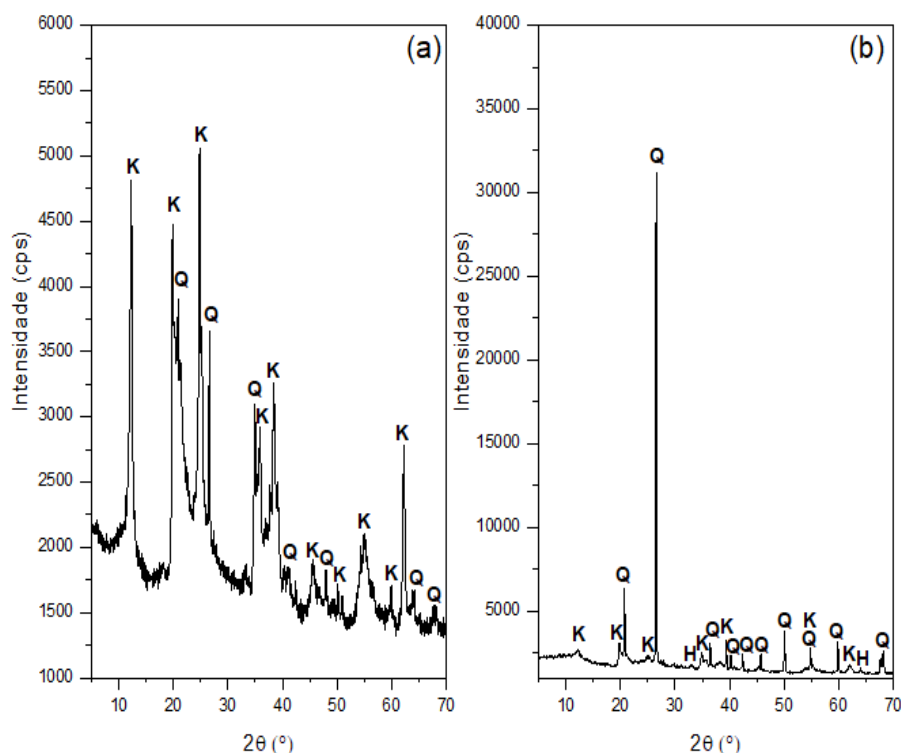 (a)
6000
5500
5000
4500
4000
3500
3000
2500
2000
1500
1000
Intensidade (cps)
K
K
Q
K
Q
Q
K
K
Q
K
Q
K
K
K
K
Q
Q
10 20 30 40 50 60 70
2θ (°)
(b)
40000
35000
30000
25000
20000
15000
10000
5000
Intensidade (cps)
K
K
Q
K
Q
H
K
Q
K
Q
Q
Q
Q
K
Q
Q
K
H
Q
10 20 30 40 50 60 70
2θ (°)